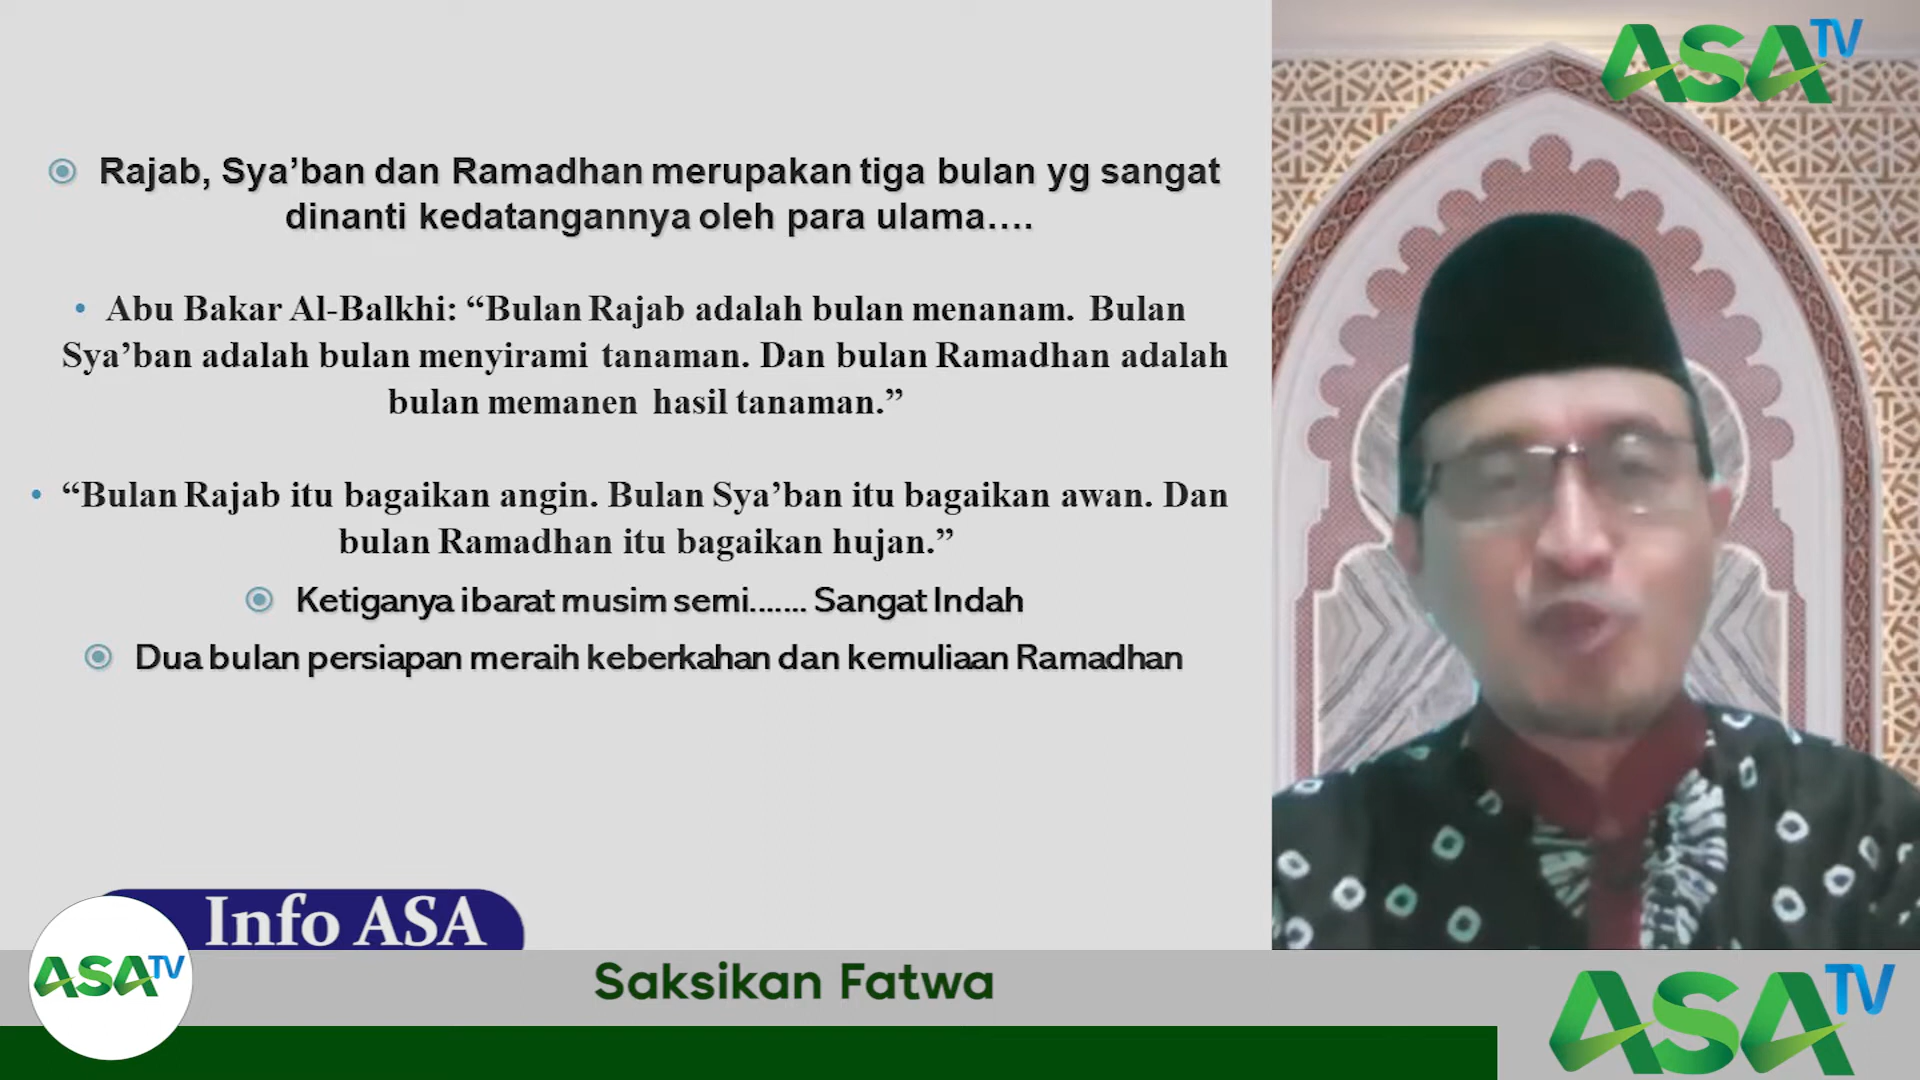 ASA TV
Rajab, Sya’ban dan Ramadhan merupakan tiga bulan yg sangat
dinanti kedatangannya oleh para ulama….
• Abu Bakar Al-Balkhi: “Bulan Rajab adalah bulan menanam. Bulan
Sya’ban adalah bulan menyirami tanaman. Dan bulan Ramadhan adalah
bulan memanen hasil tanaman.”
• “Bulan Rajab itu bagaikan angin. Bulan Sya’ban itu bagaikan awan. Dan
bulan Ramadhan itu bagaikan hujan.”
Ketiganya ibarat musim semi....... Sangat Indah
Dua bulan persiapan meraih keberkahan dan kemuliaan Ramadhan
Info ASA
ASA TV
Saksikan Fatwa
ASA TV